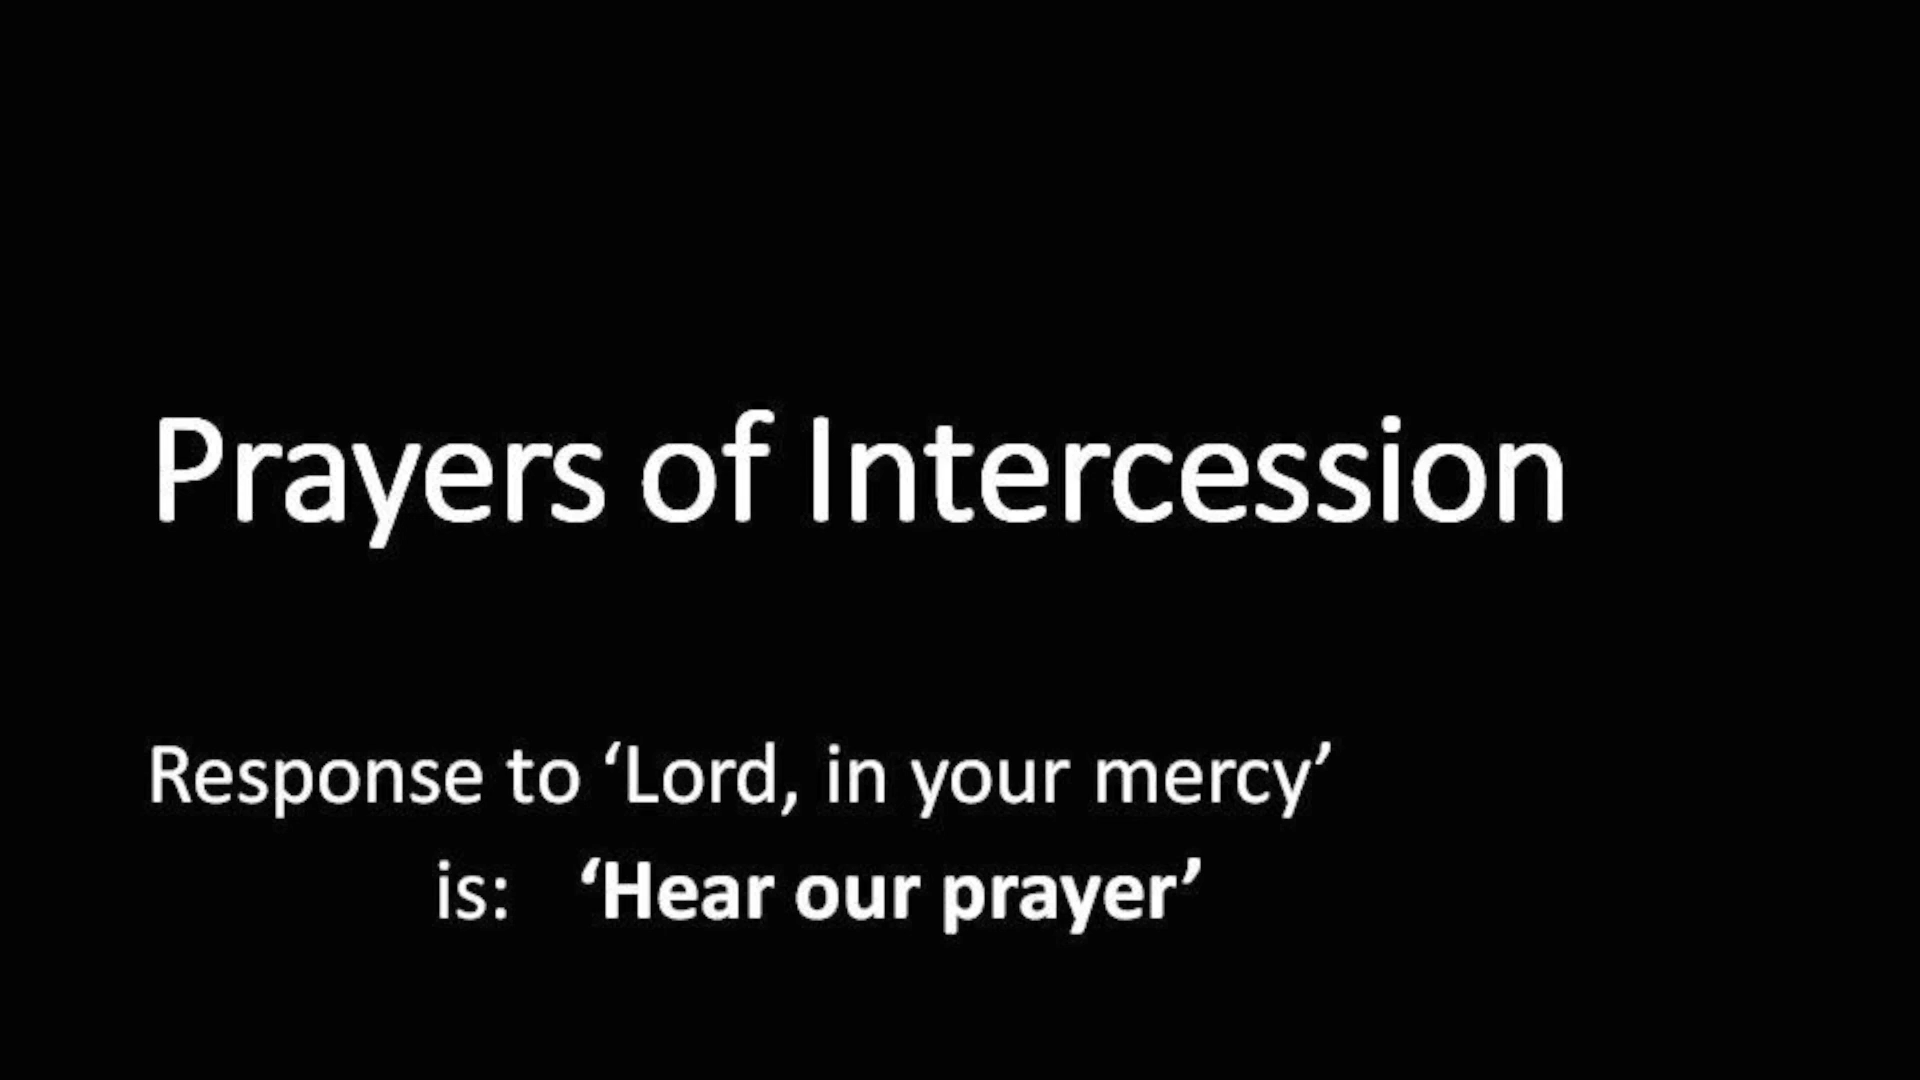 Prayers of Intercession
Response to ‘Lord, in your mercy’
is: ‘Hear our prayer’